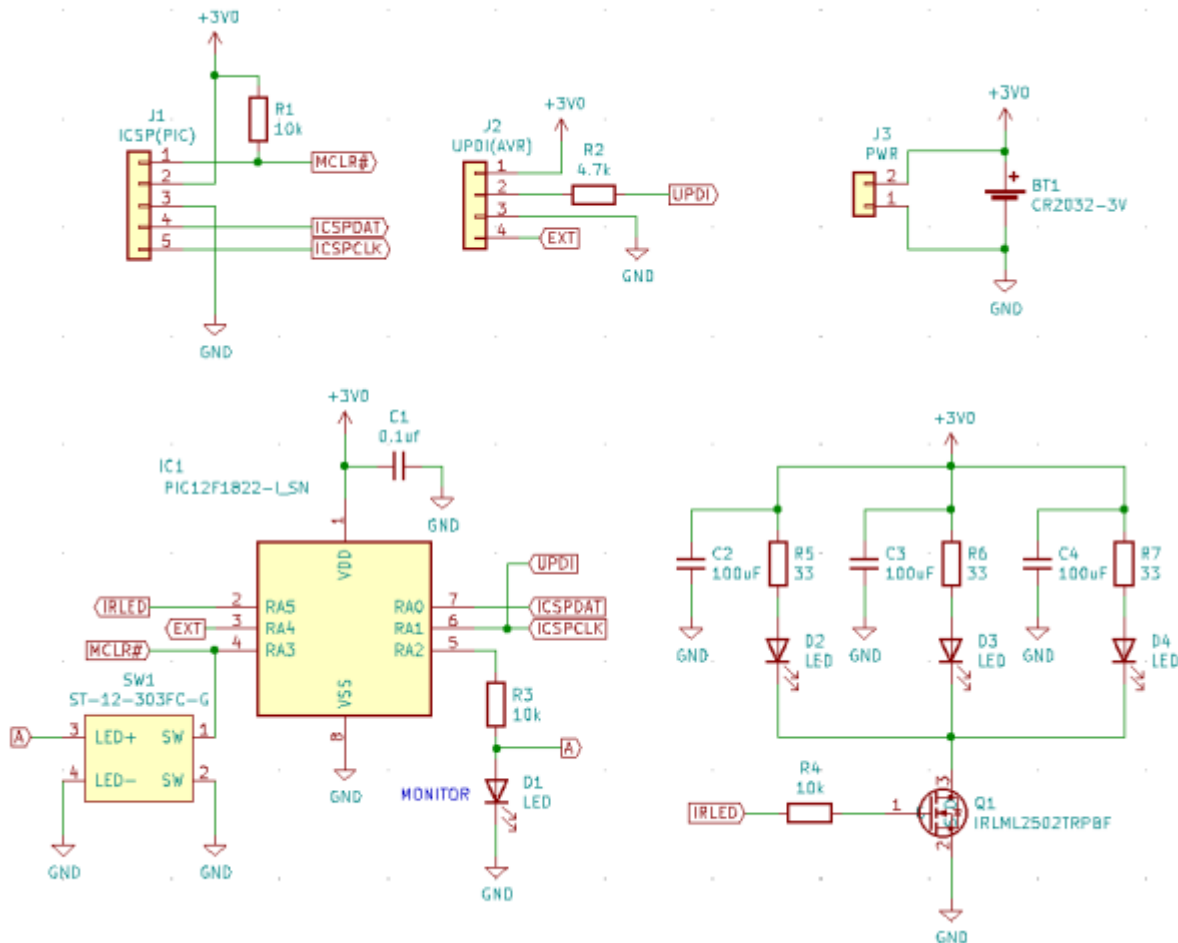 +3V0
J1
ICSP(PIC)
R1
10k
1
2
3
4
5
MCLR#
ICSPDAT
ICSPCLK
GND
+3V0
J2
UPDI(AVR)
R2
4.7k
1
2
3
4
UPDI
EXT
GND
+3V0
J3
PWR
2
1
+
BT1
CR2032-3V
GND
+3V0
C1
0.1uf
GND
IC1
PIC12F1822-I_SN
1
VDD
IRLED
2
RA5
EXT
3
RA4
MCLR#
4
RA3
RA0
7
ICSPDAT
RA1
6
ICSPCLK
RA2
5
UPDI
VSS
8
GND
SW1
ST-12-303FC-G
A
3
LED+
SW
1
4
LED-
SW
2
GND
GND
R3
10k
A
MONITOR
D1
LED
GND
+3V0
C2
100uF
R5
33
C3
100uF
R6
33
C4
100uF
R7
33
GND
GND
GND
D2
LED
D3
LED
D4
LED
IRLED
R4
10k
1
3
2
Q1
IRLML2502TRPBF
GND